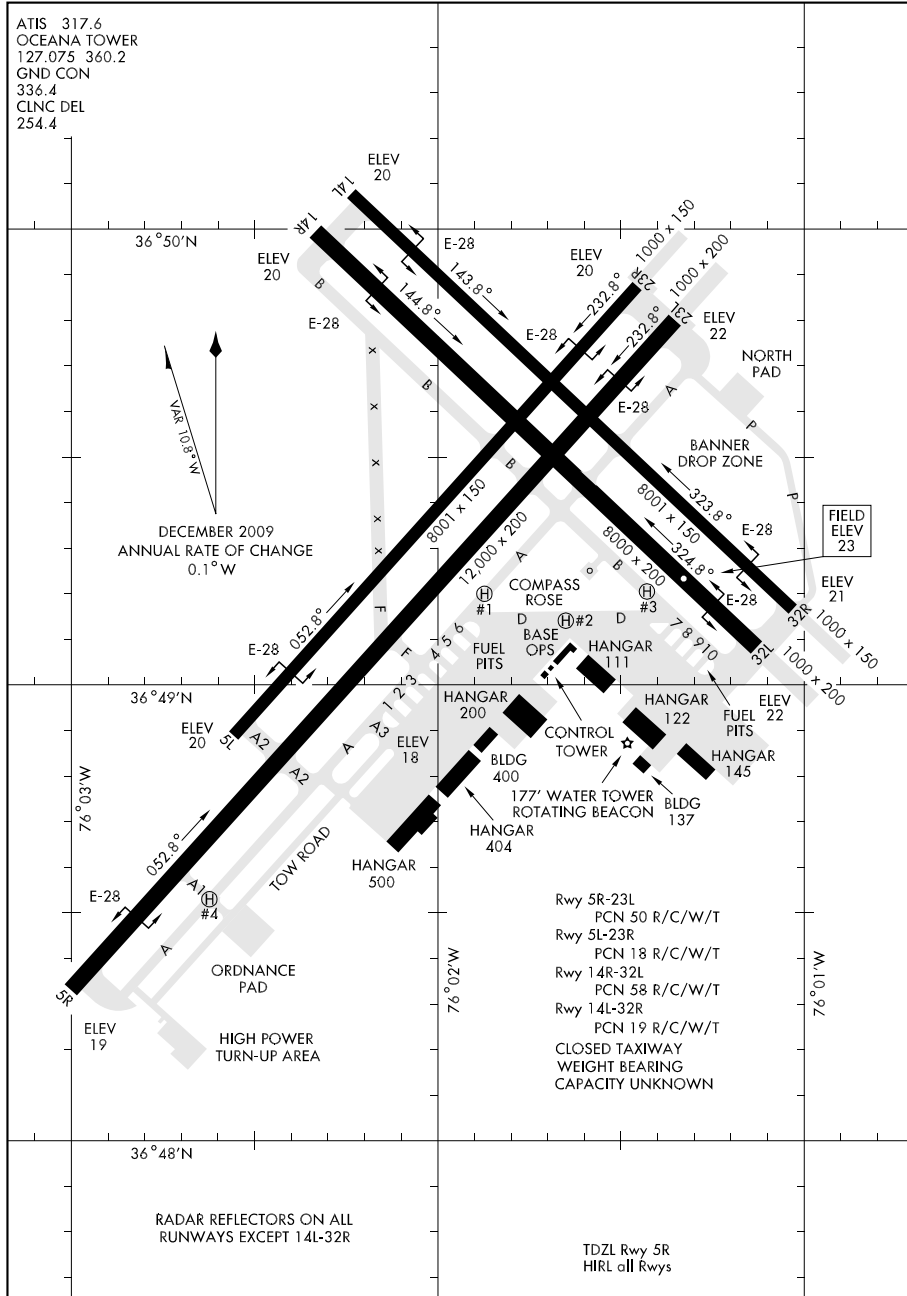 ATIS 317.6
OCEANA TOWER
127.075 360.2
GND CON
336.4
CLNC DEL
254.4
ELEV
20
14L
14R
36°50'N
ELEV
20
E-28
143.8°
ELEV
20
232.8°
23R
1000 x 150
1000 x 200
B
E-28
144.8°
E-28
232.8°
23L
ELEV
22
NORTH
PAD
VAR 10.8°W
X
B
E-28
A
P
X
BANNER
DROP ZONE
X
B
P
X
DECEMBER 2009
ANNUAL RATE OF CHANGE
0.1°W
8001 x 150
12,000 x 200
A
B
8000 x 200
324.8°
8001 x 150
323.8°
E-28
FIELD
ELEV
23
COMPASS
ROSE
H
#1
H
#2
H
#3
E-28
ELEV
21
32R
1000 x 150
F
052.8°
E-28
F
1 2 3 4 5 6
FUEL
PITS
D
BASE
OPS
D
7 8 9 10
32L
1000 x 200
HANGAR
111
36°49'N
HANGAR
200
HANGAR
122
FUEL
PITS
ELEV
22
ELEV
20
5L
A2
A2
A
A3
ELEV
18
CONTROL
TOWER
HANGAR
145
BLDG
400
177' WATER TOWER
ROTATING BEACON
BLDG
137
76°03'W
052.8°
TOW ROAD
HANGAR
404
HANGAR
500
E-28
A1
H
#4
A
5R
ELEV
19
ORDNANCE
PAD
HIGH POWER
TURN-UP AREA
76°02'W
76°01'W
Rwy 5R-23L
PCN 50 R/C/W/T
Rwy 5L-23R
PCN 18 R/C/W/T
Rwy 14R-32L
PCN 58 R/C/W/T
Rwy 14L-32R
PCN 19 R/C/W/T
CLOSED TAXIWAY
WEIGHT BEARING
CAPACITY UNKNOWN
36°48'N
RADAR REFLECTORS ON ALL
RUNWAYS EXCEPT 14L-32R
TDZL Rwy 5R
HIRL all Rwys